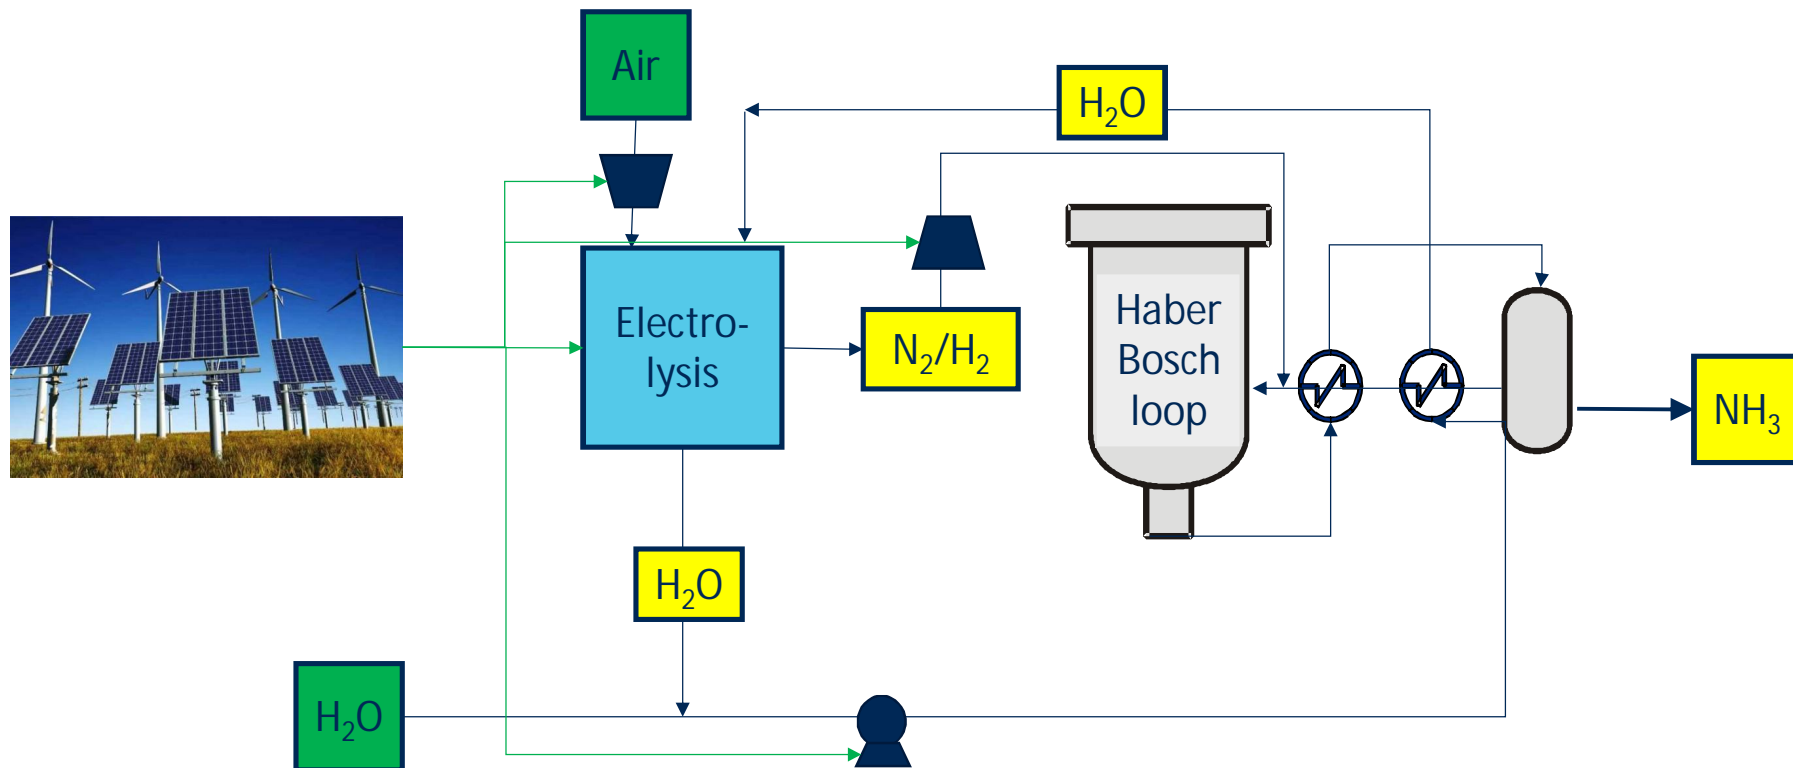 Air
H₂O
Electro-
lysis
N₂/H₂
Haber
Bosch
loop
NH₃
H₂O
H₂O